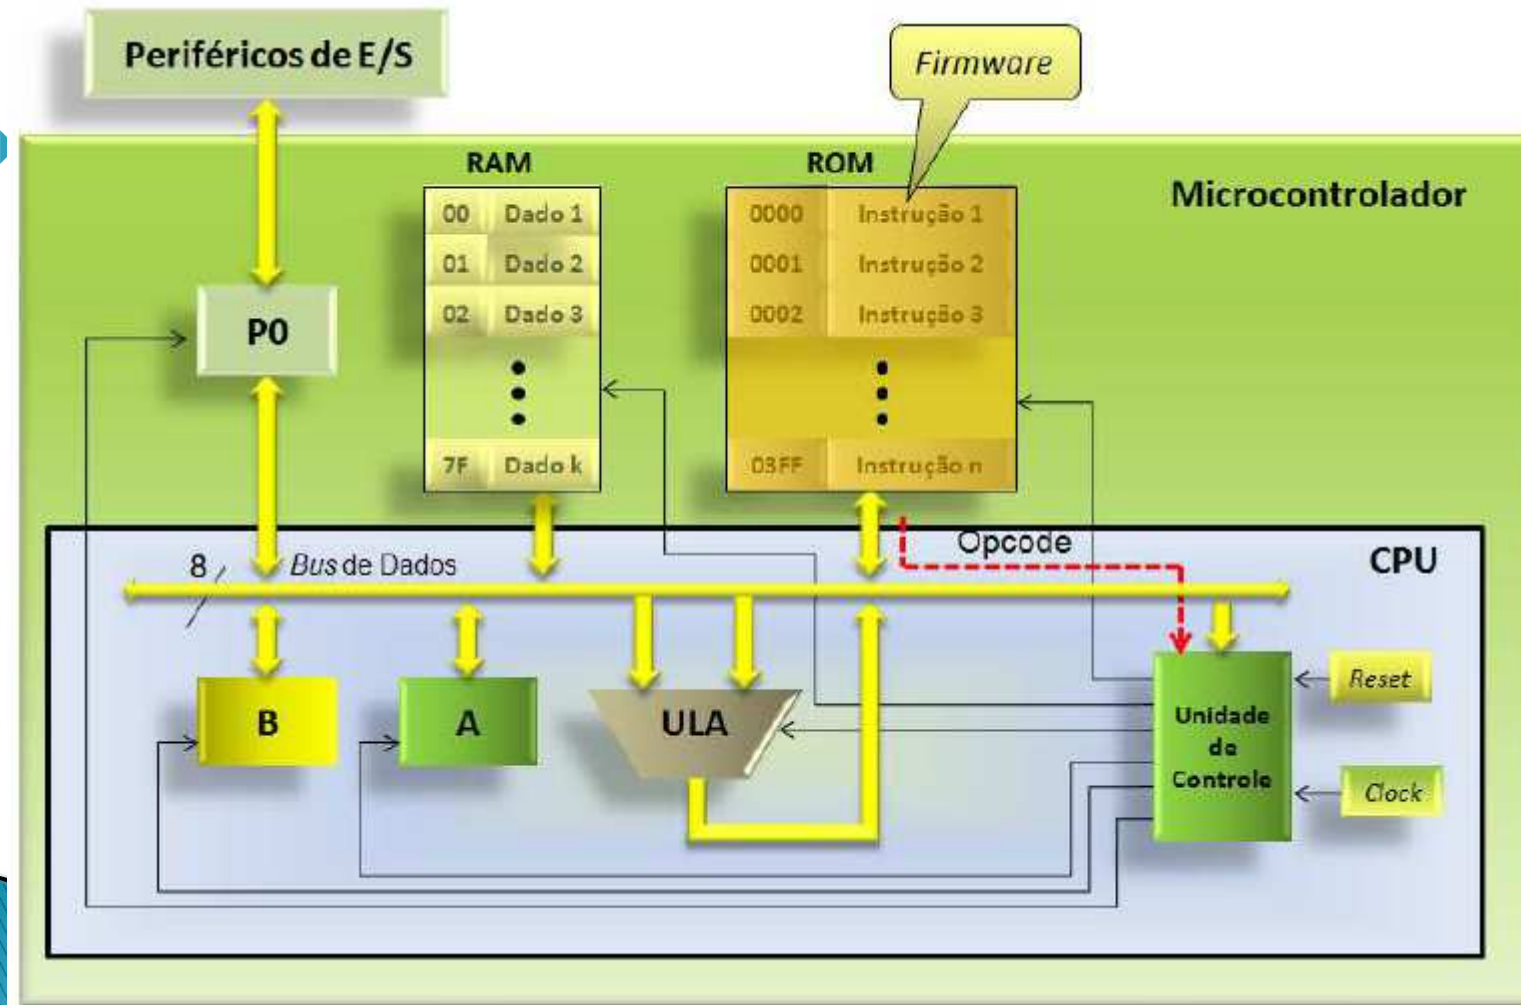 Periféricos de E/S
Firmware
Microcontrolador
RAM
00 Dado 1
01 Dado 2
02 Dado 3
7F Dado k
ROM
0000 Instrução 1
0001 Instrução 2
0002 Instrução 3
03FF Instrução n
P0
8
Bus de Dados
Opcode
CPU
B
A
ULA
Unidade
de
Controle
Reset
Clock